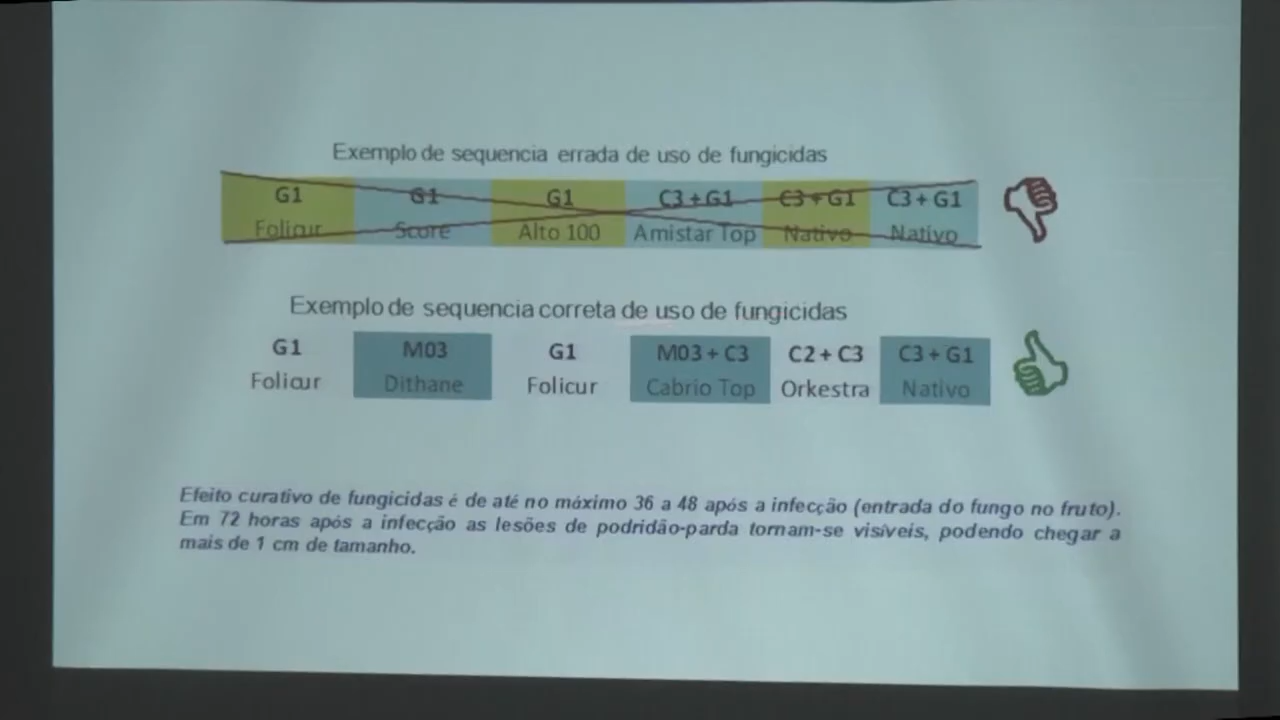 Exemplo de sequencia errada de uso de fungicidas
G1 G1 G1 C3+G1 C3+G1 C3+G1
Folicur Score Alto 100 Amistar Top Nativo Nativo
Exemplo de sequencia correta de uso de fungicidas
G1 M03 G1 M03 + C3 C2 + C3 C3 + G1
Folicur Dithane Folicur Cabrio Top Orkestra Nativo
Efeito curativo de fungicidas é de até no máximo 36 a 48 após a infecção (entrada do fungo no fruto).
Em 72 horas após a infecção as lesões de podridão-parda tornam-se visíveis, podendo chegar a
mais de 1 cm de tamanho.